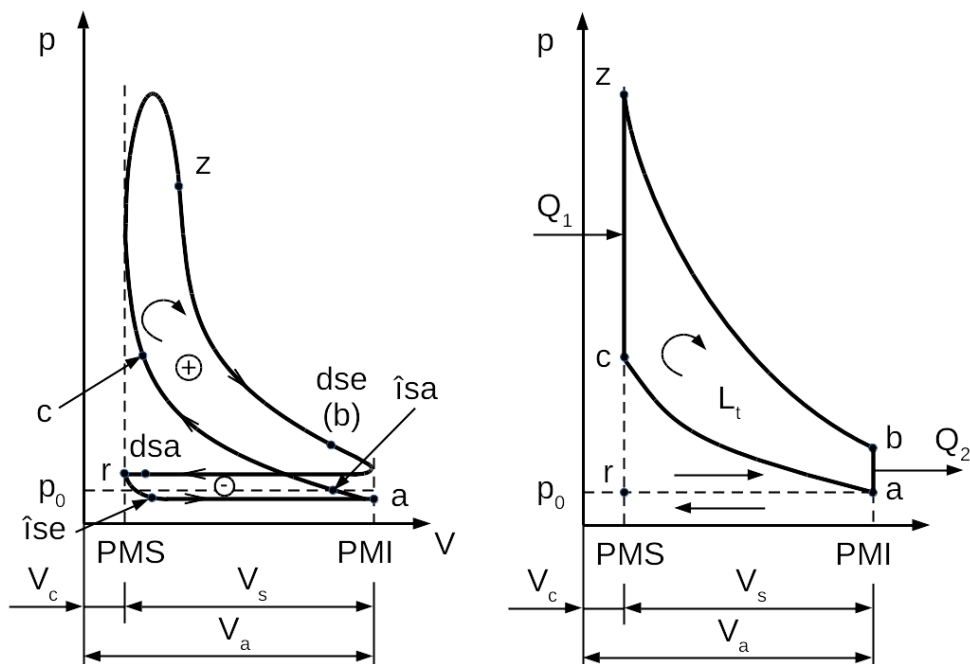 p
z
+
dse
(b)
îsa
c
dsa
r
-
p0
a
îse
PMS
PMI
V
Vc
Vs
Va
p
z
Q1
c
Lt
b
Q2
r
p0
a
PMS
PMI
Vc
Vs
Va